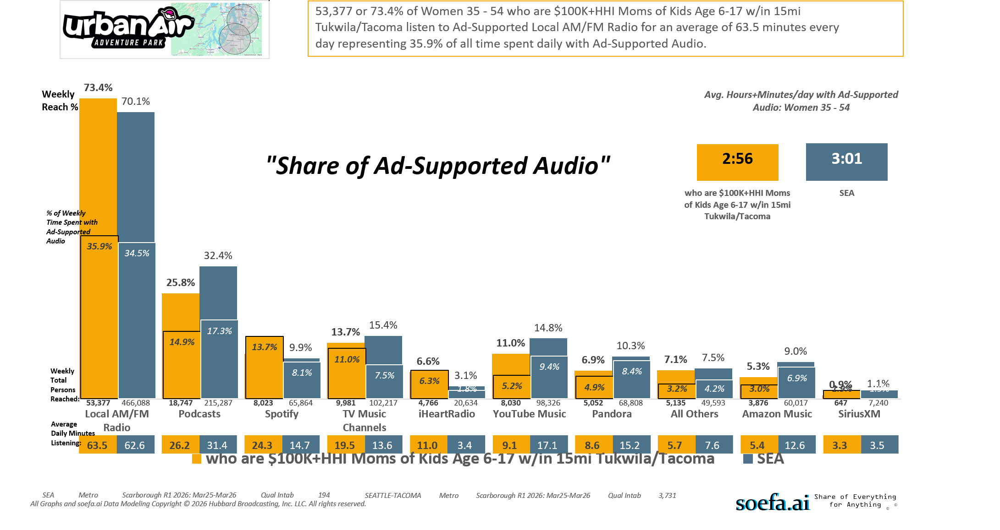 urbanAir
ADVENTURE PARK
53,377 or 73.4% of Women 35 - 54 who are $100K+HHI Moms of Kids Age 6-17 w/in 15mi
Tukwila/Tacoma listen to Ad-Supported Local AM/FM Radio for an average of 63.5 minutes every
day representing 35.9% of all time spent daily with Ad-Supported Audio.
Weekly
Reach %
73.4%
70.1%
Avg. Hours+Minutes/day with Ad-Supported
Audio: Women 35 - 54
"Share of Ad-Supported Audio"
2:56
3:01
who are $100K+HHI Moms
of Kids Age 6-17 w/in 15mi
Tukwila/Tacoma
SEA
% of Weekly
Time Spent with
Ad-Supported
Audio
35.9%
34.5%
25.8%
32.4%
14.9%
17.3%
13.7%
9.9%
8.1%
13.7%
15.4%
11.0%
7.5%
6.6%
3.1%
6.3%
1.8%
11.0%
14.8%
5.2%
9.4%
6.9%
10.3%
4.9%
8.4%
7.1%
7.5%
3.2%
4.2%
5.3%
9.0%
3.0%
6.9%
0.9%
1.1%
Weekly
Total
Persons
Reached:
53,377 466,088 18,747 215,287 8,023 65,864 9,981 102,217 4,766 20,634 8,030 98,326 5,052 68,808 5,135 49,593 3,876 60,017 647 7,240
Local AM/FM
Radio
Podcasts
Spotify
TV Music
Channels
iHeartRadio
YouTube Music
Pandora
All Others
Amazon Music
SiriusXM
Average
Daily Minutes
Listening:
63.5 62.6 26.2 31.4 24.3 14.7 19.5 13.6 11.0 3.4 9.1 17.1 8.6 15.2 5.7 7.6 5.4 12.6 3.3 3.5
who are $100K+HHI Moms of Kids Age 6-17 w/in 15mi Tukwila/Tacoma SEA
SEA Metro Scarborough R1 2026: Mar25-Mar26 Qual Intab 194 SEATTLE-TACOMA Metro Scarborough R1 2026: Mar25-Mar26 Qual Intab 3,731
All Graphs and soefa.ai Data Modeling Copyright © 2026 Hubbard Broadcasting, Inc. LLC. All rights reserved.
soefa.ai
Share of Everything
for Anything © ©